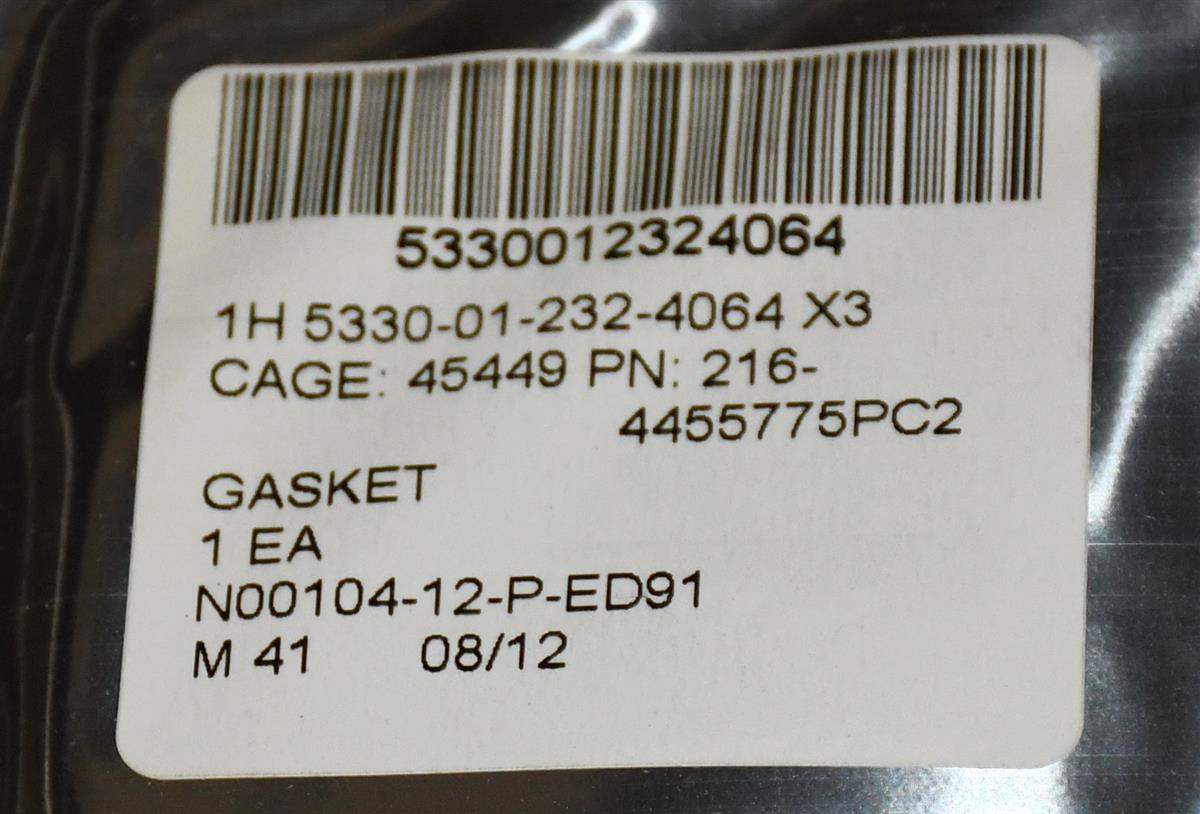 5330012324064
1H 5330-01-232-4064 X3
CAGE: 45449 PN: 216-
4455775PC2
GASKET
1 EA
N00104-12-P-ED91
M 41 08/12